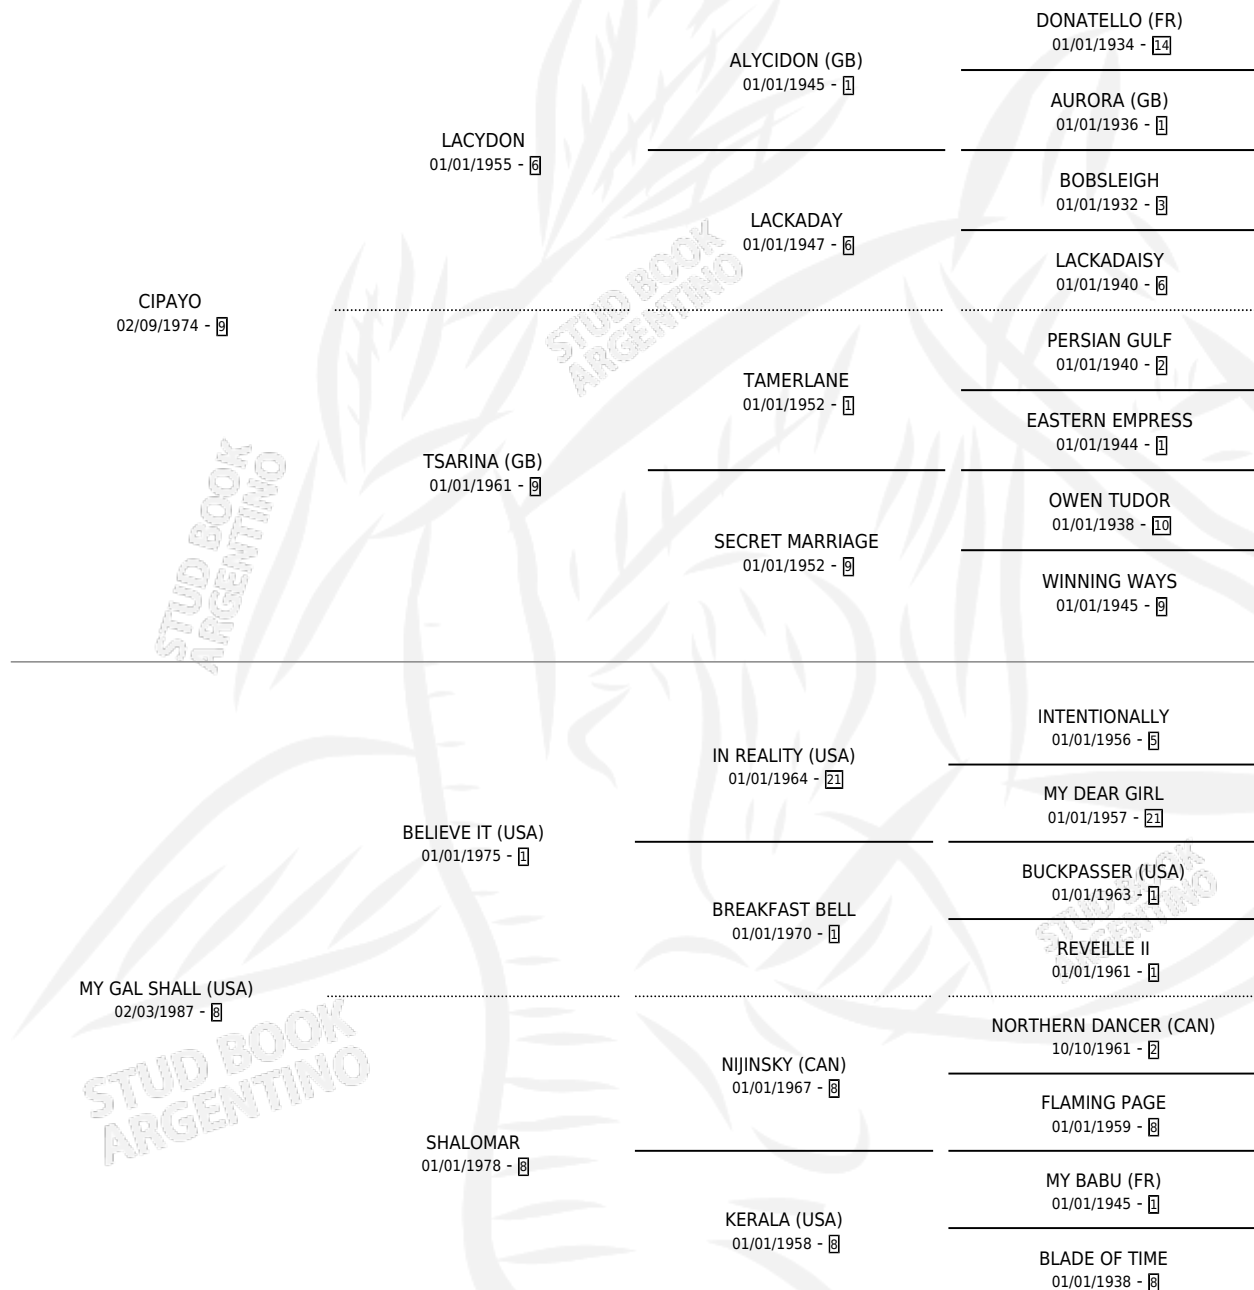 DONATELLO (FR)
01/01/1934 - 14
ALYCIDON (GB)
01/01/1945 - 1
AURORA (GB)
01/01/1936 - 1
LACYDON
01/01/1955 - 6
BOBSLEIGH
01/01/1932 - 3
LACKADAY
01/01/1947 - 6
LACKADAISY
01/01/1940 - 6
CIPAYO
02/09/1974 - 9
PERSIAN GULF
01/01/1940 - 2
TAMERLANE
01/01/1952 - 1
EASTERN EMPRESS
01/01/1944 - 1
TSARINA (GB)
01/01/1961 - 9
OWEN TUDOR
01/01/1938 - 10
SECRET MARRIAGE
01/01/1952 - 9
WINNING WAYS
01/01/1945 - 9
INTENTIONALLY
01/01/1956 - 5
IN REALITY (USA)
01/01/1964 - 21
MY DEAR GIRL
01/01/1957 - 21
BELIEVE IT (USA)
01/01/1975 - 1
BUCKPASSER (USA)
01/01/1963 - 1
BREAKFAST BELL
01/01/1970 - 1
REVEILLE II
01/01/1961 - 1
MY GAL SHALL (USA)
02/03/1987 - 8
NORTHERN DANCER (CAN)
10/10/1961 - 2
NIJINSKY (CAN)
01/01/1967 - 8
FLAMING PAGE
01/01/1959 - 8
SHALOMAR
01/01/1978 - 8
MY BABU (FR)
01/01/1945 - 1
KERALA (USA)
01/01/1958 - 8
BLADE OF TIME
01/01/1938 - 8
STUD BOOK
ARGENTINO
STUD BOOK
ARGENTINO
STUD BOOK
ARGENTINO
STUD BOOK
ARGENTINO